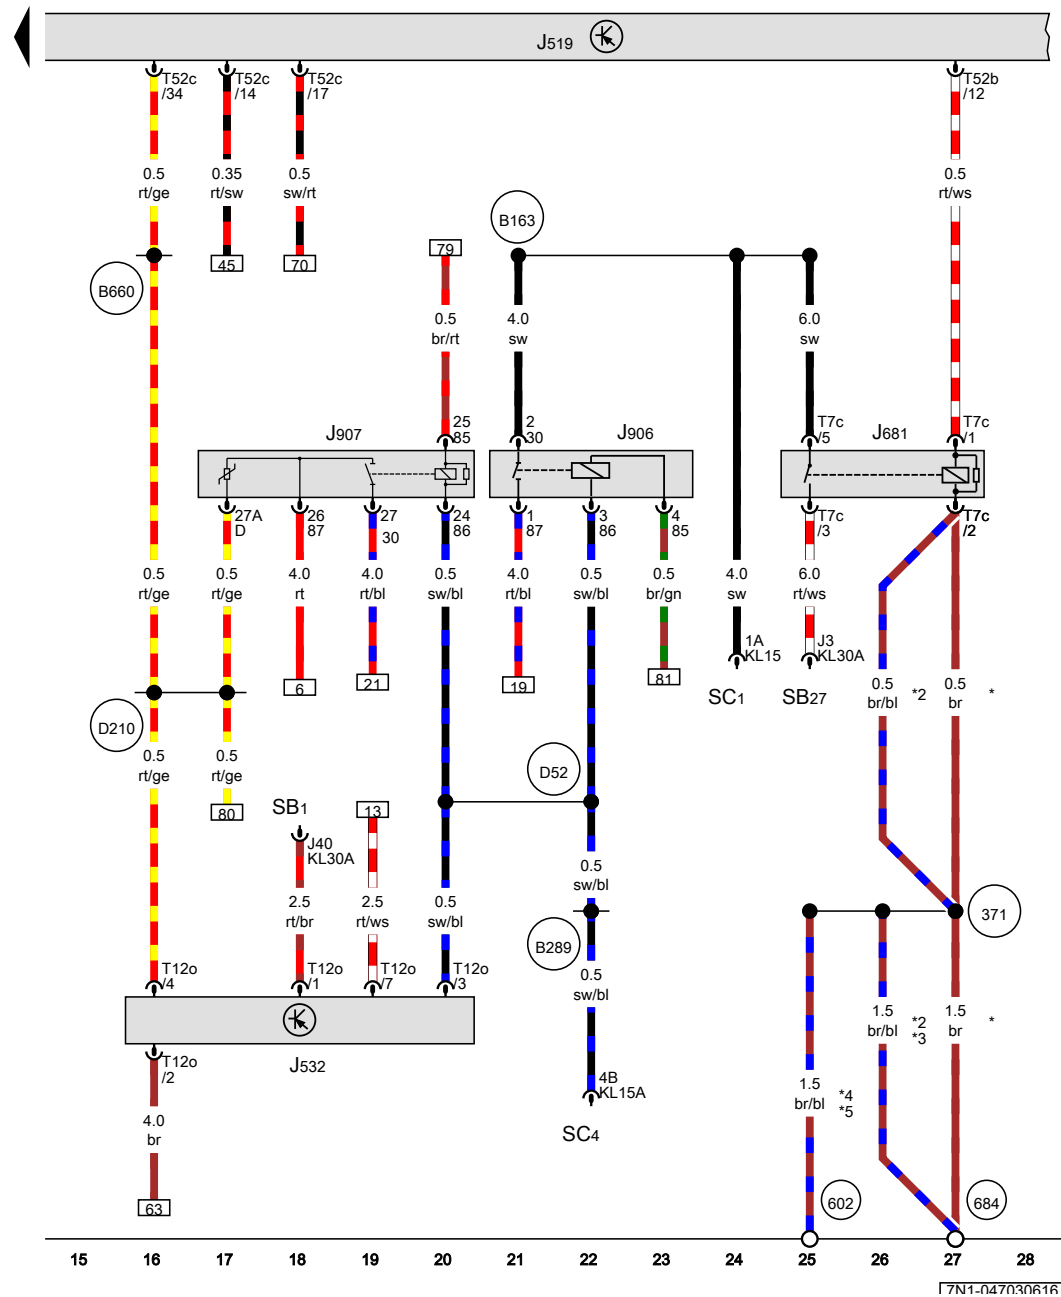 J519
T52c
/34
T52c
/14
T52c
/17
T52b
/12
0.5
rt/ge
0.35
rt/sw
0.5
sw/rt
0.5
rt/ws
B163
79
45
70
B660
0.5
br/rt
4.0
sw
6.0
sw
J907
25
85
2
30
J906
T7c
/5
J681
T7c
/1
27A
D
26
87
27
30
24
86
1
87
3
86
4
85
T7c
/3
T7c
/2
0.5
rt/ge
0.5
rt/ge
4.0
rt
4.0
rt/bl
0.5
sw/bl
4.0
rt/bl
0.5
sw/bl
0.5
br/gn
4.0
sw
6.0
rt/ws
1A
KL15
J3
KL30A
6
21
19
81
SC1
SB27
0.5
br/bl
*2
0.5
br
*
D210
0.5
rt/ge
0.5
rt/ge
D52
80
SB1
13
J40
KL30A
0.5
sw/bl
2.5
rt/br
2.5
rt/ws
0.5
sw/bl
371
B289
T12o
/4
T12o
/1
T12o
/7
T12o
/3
0.5
sw/bl
1.5
br/bl
*2
*3
1.5
br
*
J532
T12o
/2
4B
KL15A
1.5
br/bl
*4
*5
4.0
br
SC4
63
602
684
15 16 17 18 19 20 21 22 23 24 25 26 27 28
7N1-047030616